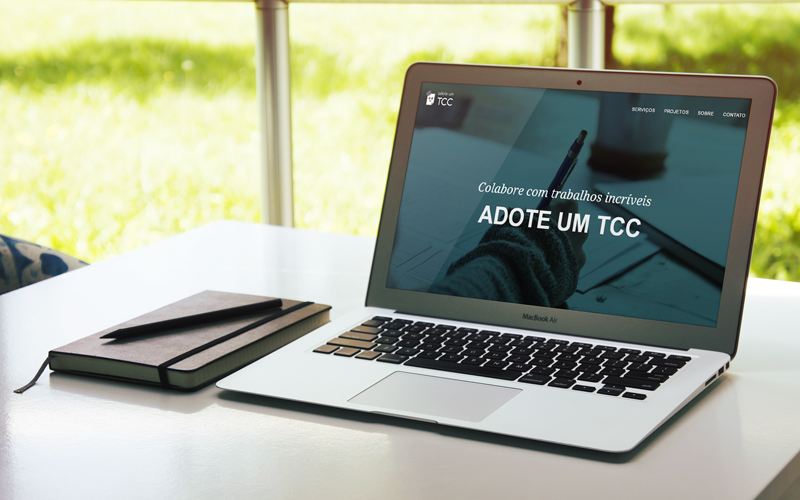 adote um
TCC
SERVIÇOS PROJETOS SOBRE CONTATO
Colabore com trabalhos incríveis
ADOTE UM TCC
MacBook Air